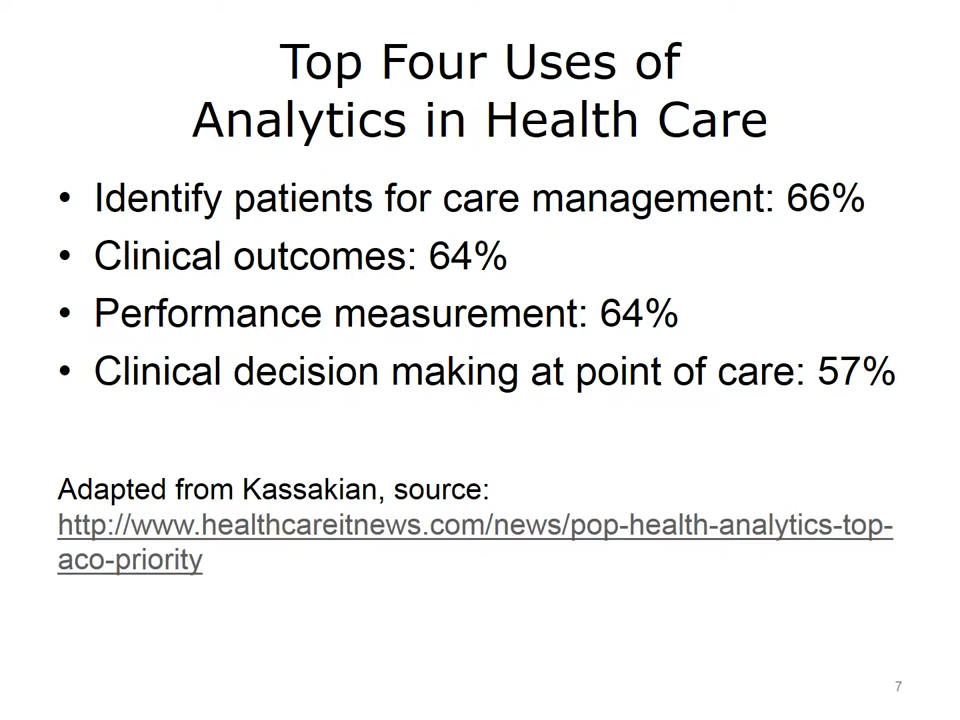 Top Four Uses of
Analytics in Health Care
• Identify patients for care management: 66%
• Clinical outcomes: 64%
• Performance measurement: 64%
• Clinical decision making at point of care: 57%
Adapted from Kassakian, source:
http://www.healthcareitnews.com/news/pop-health-analytics-top-
aco-priority
7